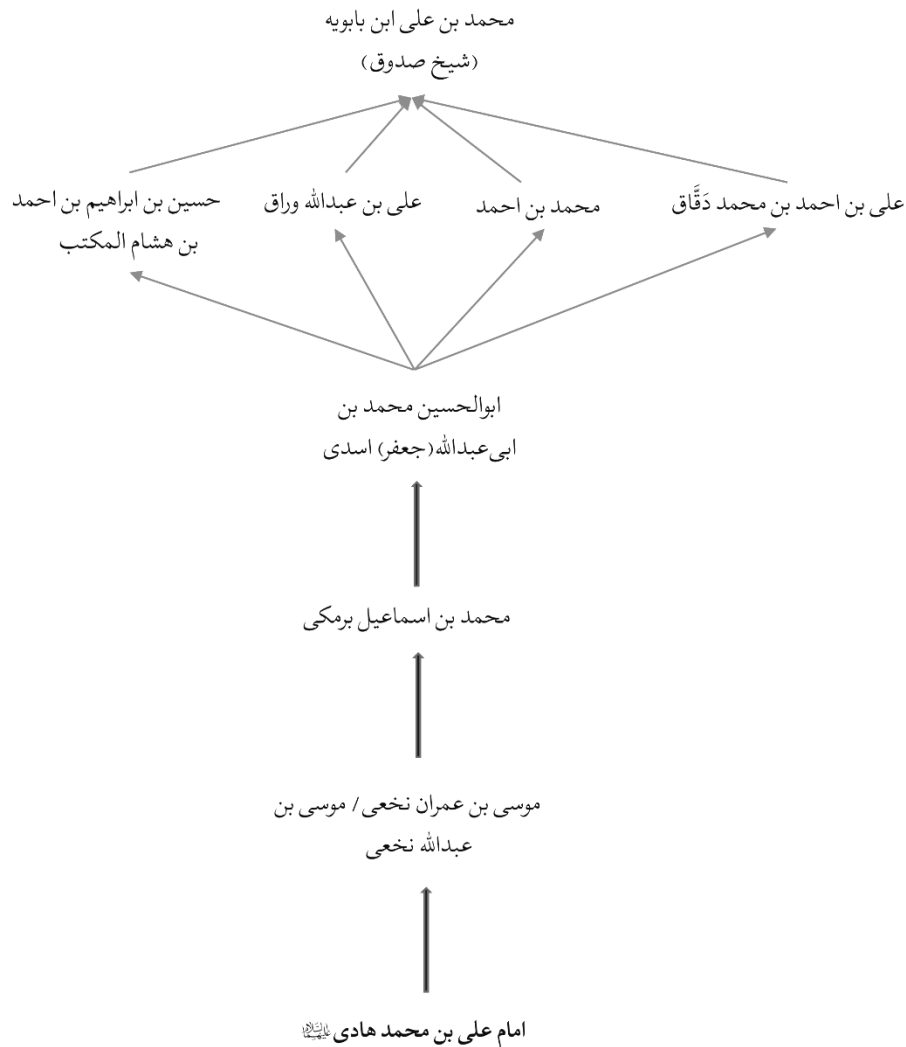 محمد بن علی ابن بابویه
(شیخ صدوق)
علی بن احمد بن محمد دَقَّاق
محمد بن احمد
علی بن عبدالله وراق
حسین بن ابراهیم بن احمد
بن هشام المکتب
ابوالحسین محمد بن
ابی‌عبدالله (جعفر) اسدی
محمد بن اسماعیل برمکی
موسی بن عمران نخعی / موسی بن
عبدالله نخعی
امام علی بن محمد هادی علیهماالسلام